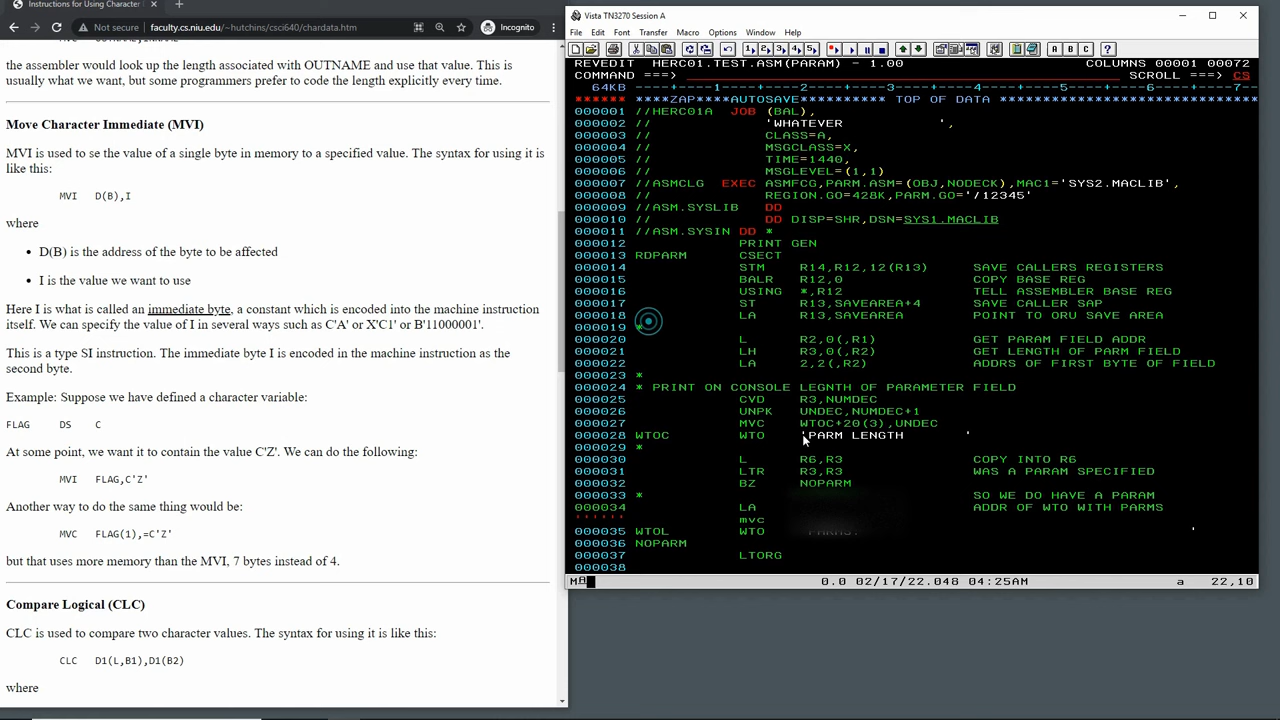 Instructions for Using Character
Not secure faculty.cs.niu.edu/~hutchins/csci640/chardata.htm Incognito
the assembler would look up the length associated with OUTNAME and use that value. This is
usually what we want, but some programmers prefer to code the length explicitly every time.
Move Character Immediate (MVI)
MVI is used to se the value of a single byte in memory to a specified value. The syntax for using it is
like this:
MVI D(B),I
where
• D(B) is the address of the byte to be affected
• I is the value we want to use
Here I is what is called an immediate byte, a constant which is encoded into the machine instruction
itself. We can specify the value of I in several ways such as C'A' or X'C1' or B'11000001'.
This is a type SI instruction. The immediate byte I is encoded in the machine instruction as the
second byte.
Example: Suppose we have defined a character variable:
FLAG DS C
At some point, we want it to contain the value C'Z'. We can do the following:
MVI FLAG,C'Z'
Another way to do the same thing would be:
MVC FLAG(1),=C'Z'
but that uses more memory than the MVI, 7 bytes instead of 4.
Compare Logical (CLC)
CLC is used to compare two character values. The syntax for using it is like this:
CLC D1(L,B1),D1(B2)
where
Vista TN3270 Session A
File Edit Font Transfer Macro Options Window Help
1 2 3 4 5 A B C ?
REVEDIT HERC01.TEST.ASM(PARAM) - 1.00 COLUMNS 00001 00072
COMMAND ===> SCROLL ===> CS
64KB ----+----1----+----2----+----3----+----4----+----5----+----6----+----7-
****** ****ZAP****AUTOSAVE********** TOP OF DATA ******************************
000001 //HERC01A JOB (BAL),
000002 // 'WHATEVER ',
000003 // CLASS=A,
000004 // MSGCLASS=X,
000005 // TIME=1440,
000006 // MSGLEVEL=(1,1)
000007 //ASMCLG EXEC ASMFCG,PARM.ASM=(OBJ,NODECK),MAC1='SYS2.MACLIB',
000008 // REGION.GO=428K,PARM.GO='/12345'
000009 //ASM.SYSLIB DD
000010 // DD DISP=SHR,DSN=SYS1.MACLIB
000011 //ASM.SYSIN DD *
000012 PRINT GEN
000013 RDPARM CSECT
000014 STM R14,R12,12(R13) SAVE CALLERS REGISTERS
000015 BALR R12,0 COPY BASE REG
000016 USING *,R12 TELL ASSEMBLER BASE REG
000017 ST R13,SAVEAREA+4 SAVE CALLER SAP
000018 LA R13,SAVEAREA POINT TO ORU SAVE AREA
000019 *
000020 L R2,0(,R1) GET PARAM FIELD ADDR
000021 LH R3,0(,R2) GET LENGTH OF PARM FIELD
000022 LA 2,2(,R2) ADDRS OF FIRST BYTE OF FIELD
000023 *
000024 * PRINT ON CONSOLE LEGNTH OF PARAMETER FIELD
000025 CVD R3,NUMDEC
000026 UNPK UNDEC,NUMDEC+1
000027 MVC WTOC+20(3),UNDEC
000028 WTOC WTO 'PARM LENGTH '
000029 *
000030 L R6,R3 COPY INTO R6
000031 LTR R3,R3 WAS A PARAM SPECIFIED
000032 BZ NOPARM
000033 * SO WE DO HAVE A PARAM
000034 LA ADDR OF WTO WITH PARMS
'''''' mvc
000035 WTOL WTO '
000036 NOPARM
000037 LTORG
000038
MA 0.0 02/17/22.048 04:25AM a 22,10